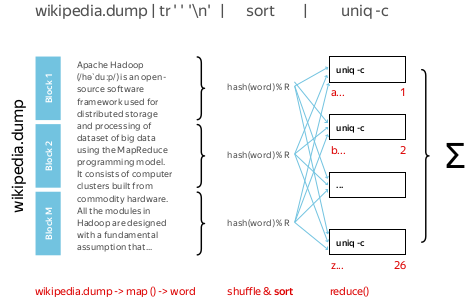 wikipedia.dump | tr ' ' '\n' | sort | uniq -c
wikipedia.dump
Block 1
Block 2
Block M
Apache Hadoop
(/həˈduːp/) is an open-
source software
framework used for
distributed storage
and processing of
dataset of big data
using the MapReduce
programming model.
It consists of computer
clusters built from
commodity hardware.
All the modules in
Hadoop are designed
with a fundamental
assumption that...
hash(word) % R
hash(word) % R
hash(word) % R
uniq -c
a... 1
uniq -c
b... 2
...
uniq -c
z... 26
Σ
wikipedia.dump -> map () -> word
shuffle & sort
reduce()